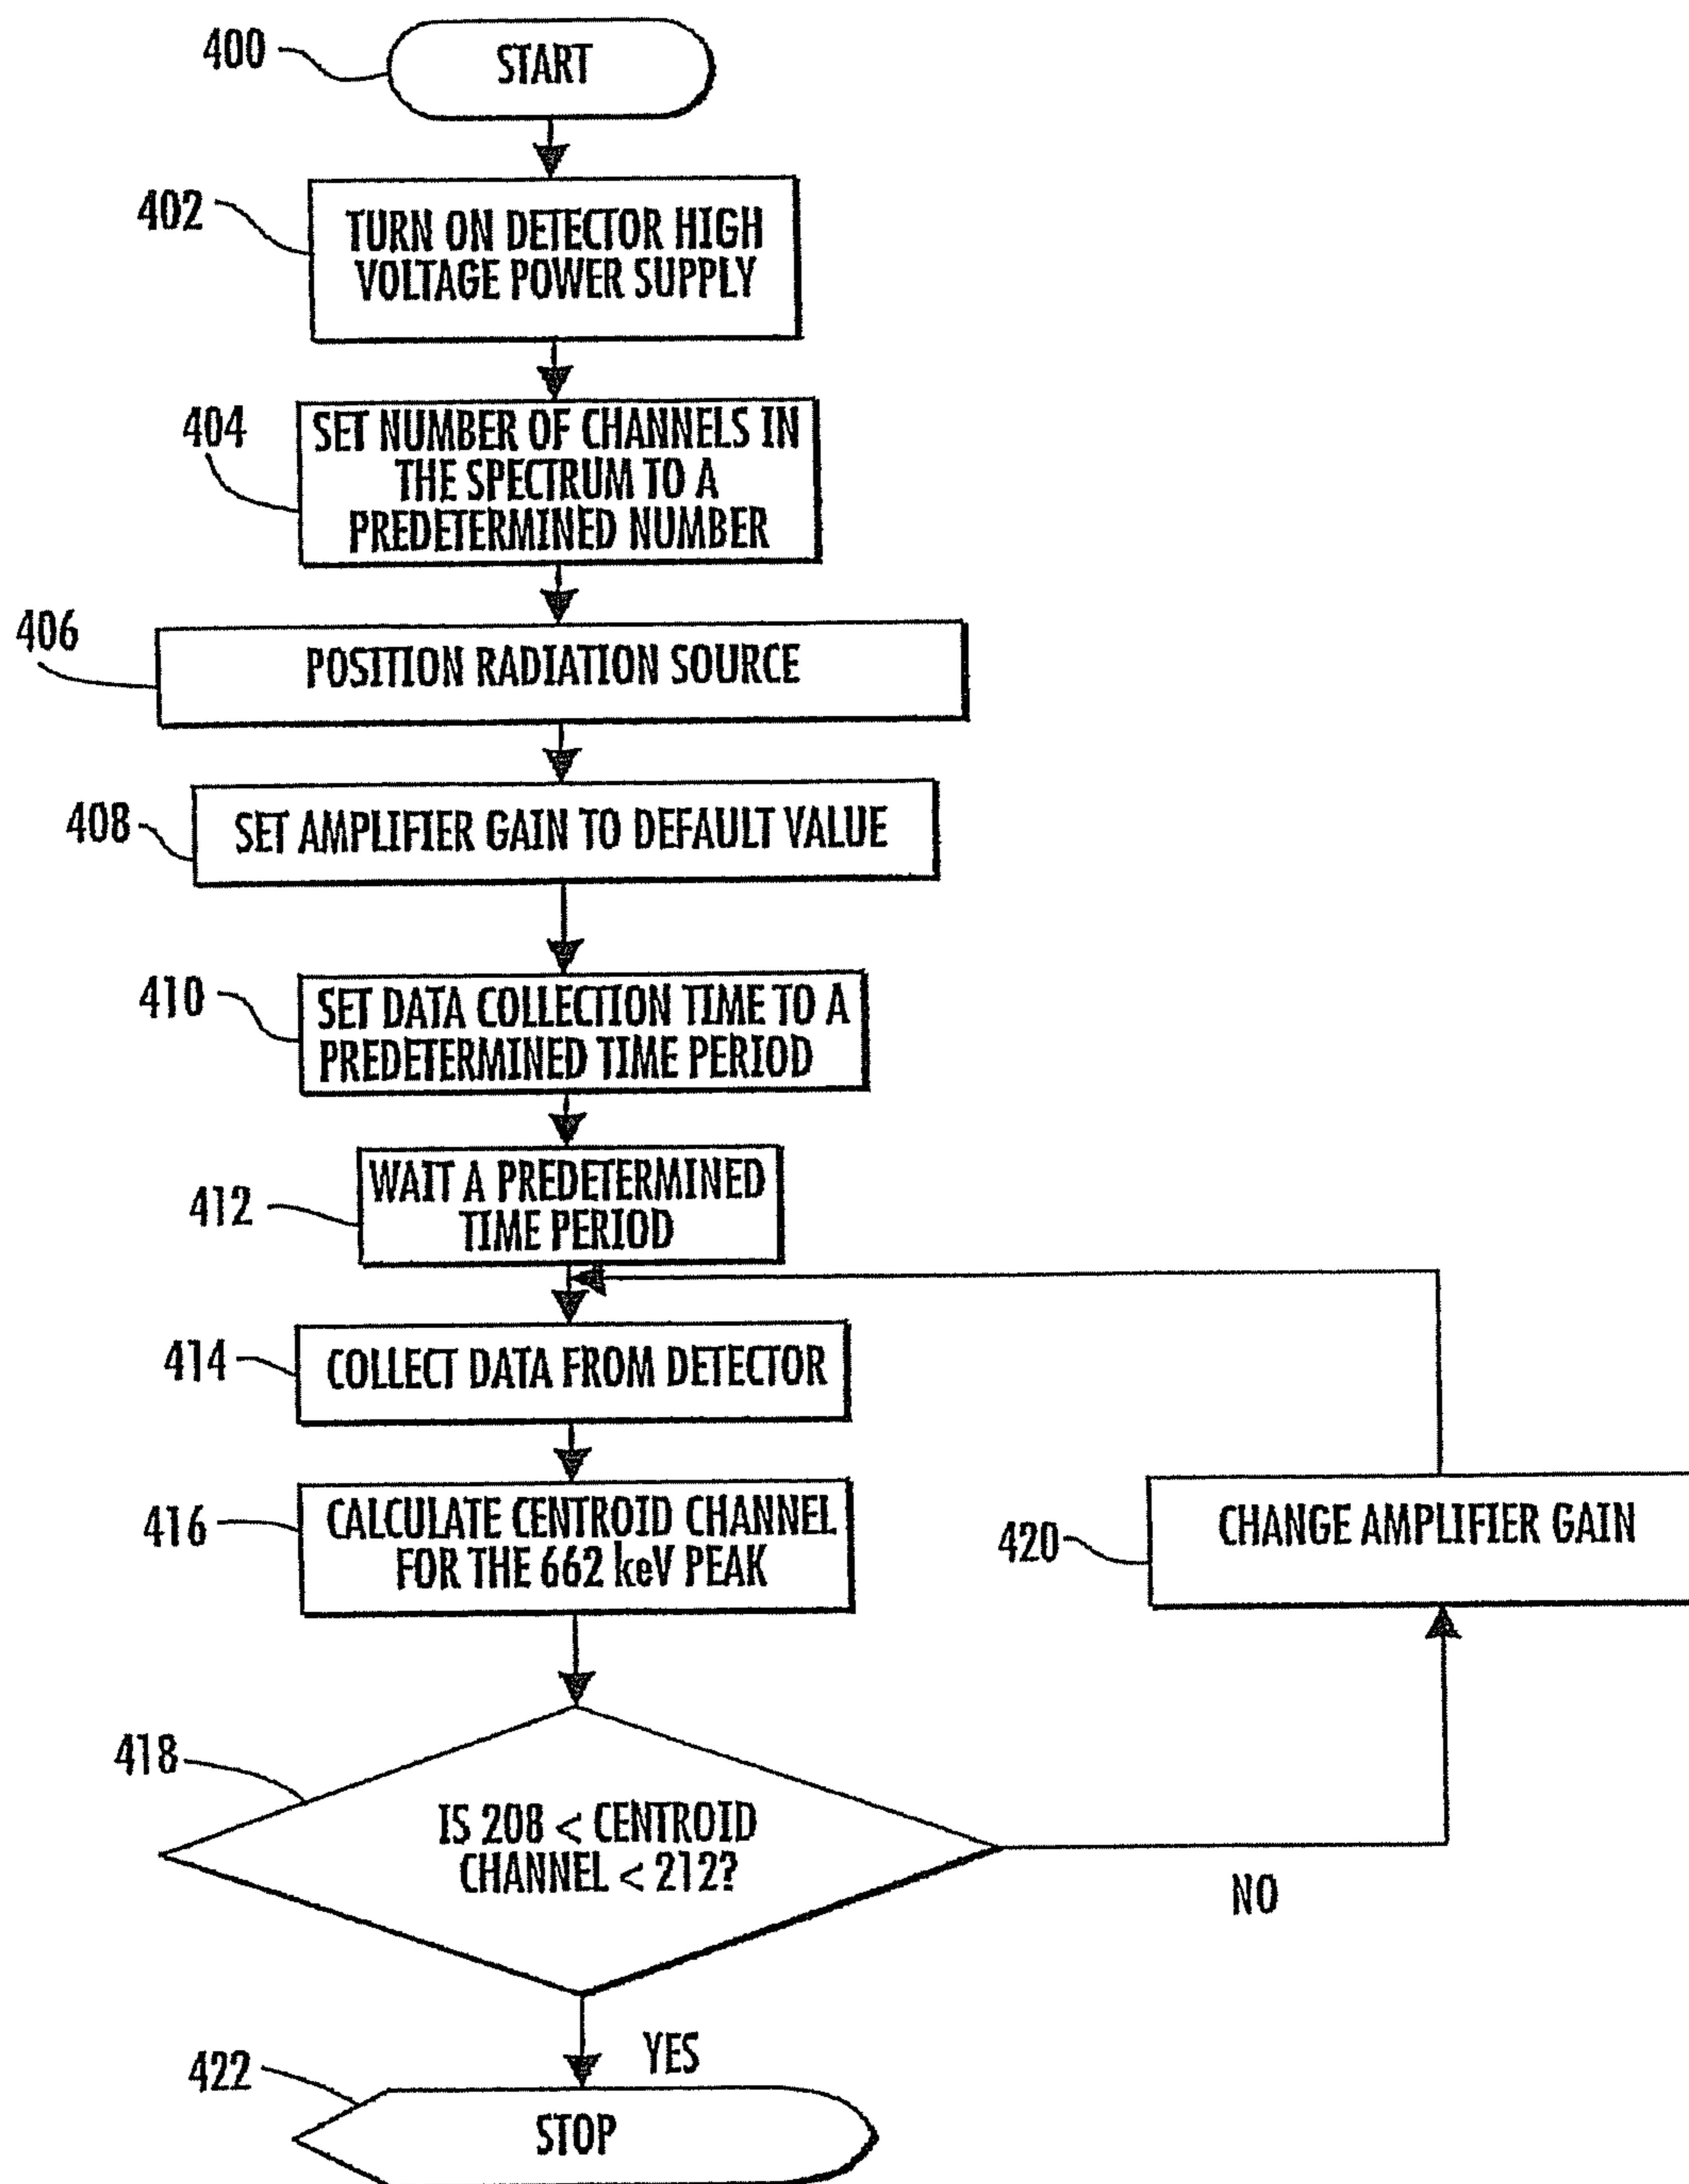 400
START
402
TURN ON DETECTOR HIGH
VOLTAGE POWER SUPPLY
404
SET NUMBER OF CHANNELS IN
THE SPECTRUM TO A
PREDETERMINED NUMBER
406
POSITION RADIATION SOURCE
408
SET AMPLIFIER GAIN TO DEFAULT VALUE
410
SET DATA COLLECTION TIME TO A
PREDETERMINED TIME PERIOD
412
WAIT A PREDETERMINED
TIME PERIOD
414
COLLECT DATA FROM DETECTOR
416
CALCULATE CENTROID CHANNEL
FOR THE 662 keV PEAK
420
CHANGE AMPLIFIER GAIN
418
IS 208 < CENTROID
CHANNEL < 212?
NO
YES
422
STOP